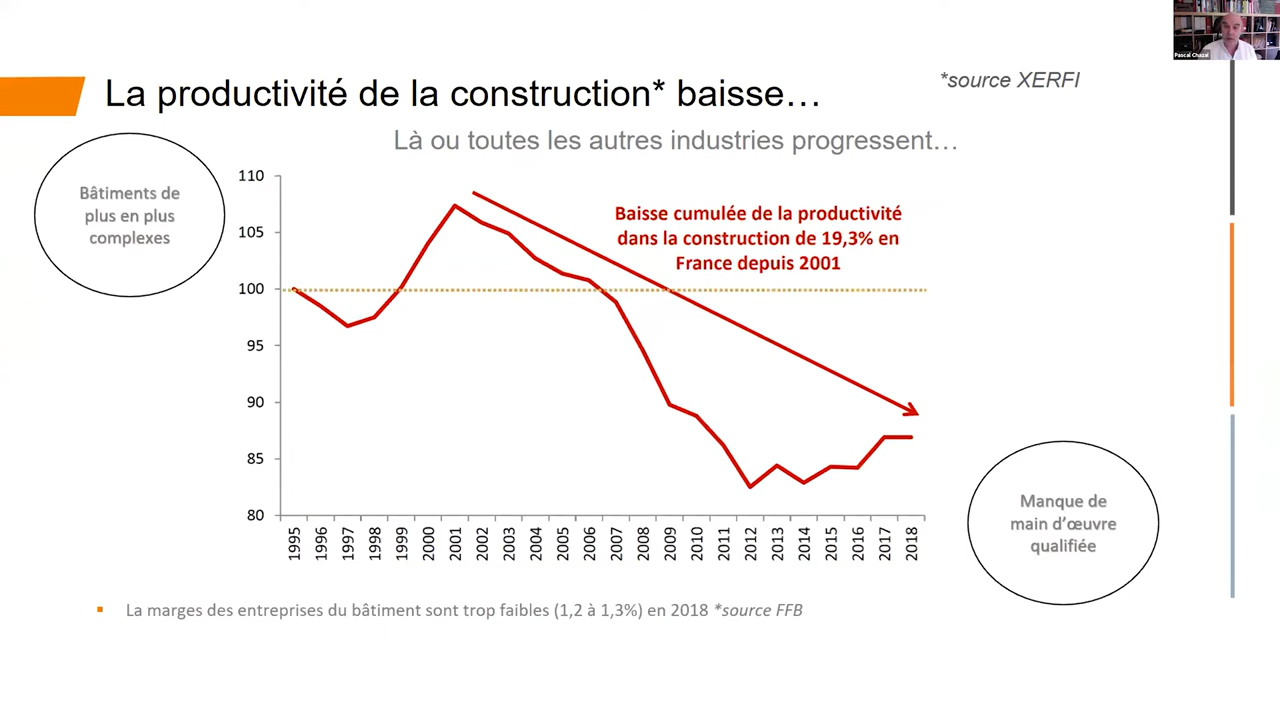 Pascal Chazal
*source XERFI
La productivité de la construction* baisse…
Là ou toutes les autres industries progressent…
Bâtiments de
plus en plus
complexes
110
105
100
95
90
85
80
Baisse cumulée de la productivité
dans la construction de 19,3% en
France depuis 2001
1995
1996
1997
1998
1999
2000
2001
2002
2003
2004
2005
2006
2007
2008
2009
2010
2011
2012
2013
2014
2015
2016
2017
2018
Manque de
main d’œuvre
qualifiée
La marges des entreprises du bâtiment sont trop faibles (1,2 à 1,3%) en 2018 *source FFB